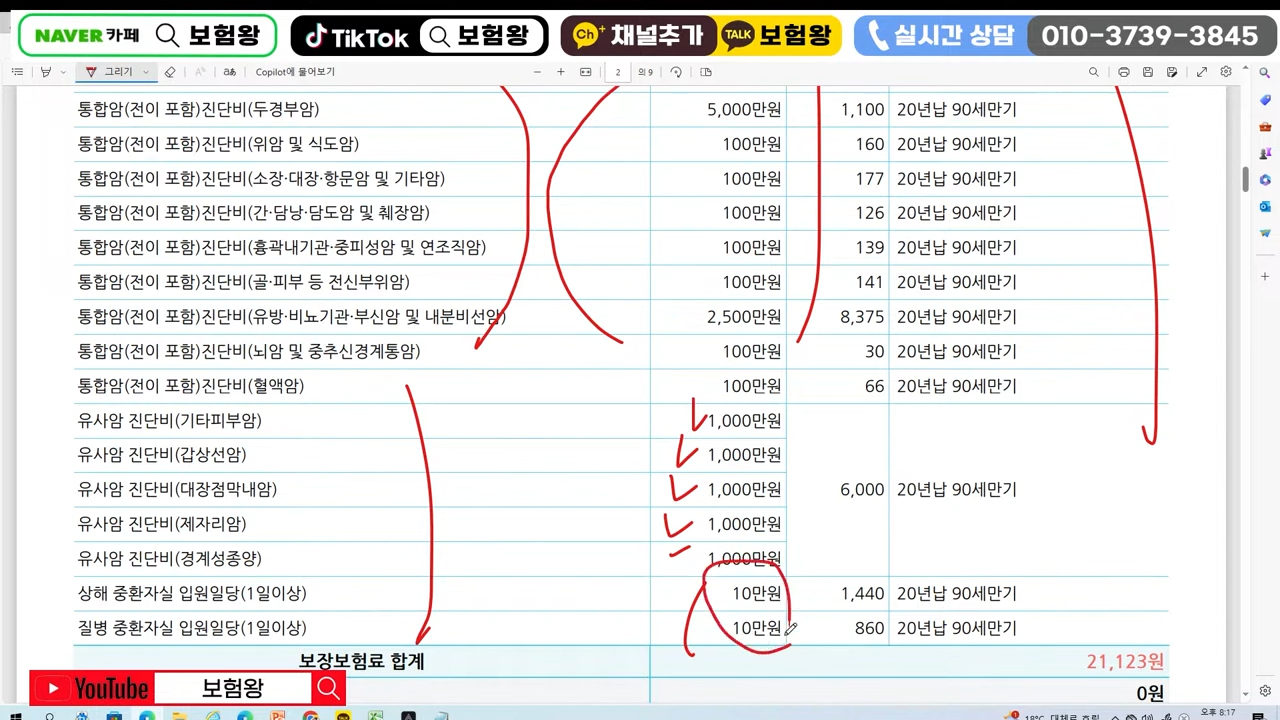 NAVER 카페 보험왕
TikTok 보험왕
Ch+ 채널추가 TALK 보험왕
실시간 상담 010-3739-3845
그리기 aあ Copilot에 물어보기 2 의 9
통합암(전이 포함)진단비(두경부암) 5,000만원 1,100 20년납 90세만기
통합암(전이 포함)진단비(위암 및 식도암) 100만원 160 20년납 90세만기
통합암(전이 포함)진단비(소장·대장·항문암 및 기타암) 100만원 177 20년납 90세만기
통합암(전이 포함)진단비(간·담낭·담도암 및 췌장암) 100만원 126 20년납 90세만기
통합암(전이 포함)진단비(흉곽내기관·중피성암 및 연조직암) 100만원 139 20년납 90세만기
통합암(전이 포함)진단비(골·피부 등 전신부위암) 100만원 141 20년납 90세만기
통합암(전이 포함)진단비(유방·비뇨기관·부신암 및 내분비선암) 2,500만원 8,375 20년납 90세만기
통합암(전이 포함)진단비(뇌암 및 중추신경계통암) 100만원 30 20년납 90세만기
통합암(전이 포함)진단비(혈액암) 100만원 66 20년납 90세만기
유사암 진단비(기타피부암) 1,000만원
유사암 진단비(갑상선암) 1,000만원
유사암 진단비(대장점막내암) 1,000만원 6,000 20년납 90세만기
유사암 진단비(제자리암) 1,000만원
유사암 진단비(경계성종양) 1,000만원
상해 중환자실 입원일당(1일이상) 10만원 1,440 20년납 90세만기
질병 중환자실 입원일당(1일이상) 10만원 860 20년납 90세만기
보장보험료 합계 21,123원
0원
YouTube 보험왕
오후 8:17